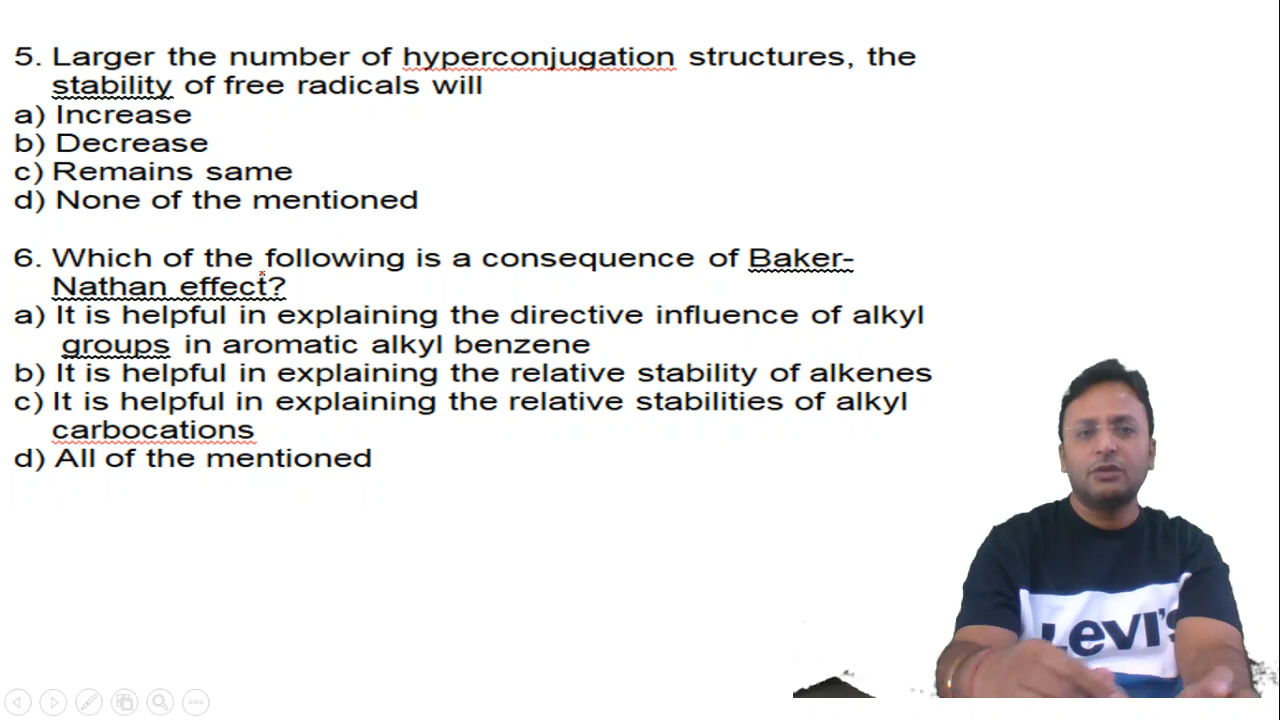 5. Larger the number of hyperconjugation structures, the
stability of free radicals will
a) Increase
b) Decrease
c) Remains same
d) None of the mentioned
6. Which of the following is a consequence of Baker-
Nathan effect?
a) It is helpful in explaining the directive influence of alkyl
groups in aromatic alkyl benzene
b) It is helpful in explaining the relative stability of alkenes
c) It is helpful in explaining the relative stabilities of alkyl
carbocations
d) All of the mentioned
Levi's